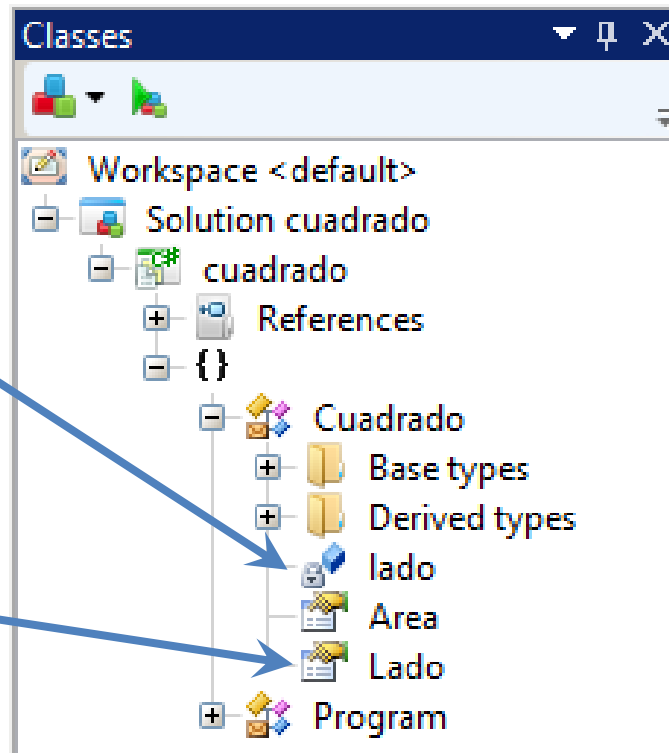 Classes
Workspace <default>
Solution cuadrado
C#
cuadrado
References
{}
Cuadrado
Base types
Derived types
lado
Area
Lado
Program